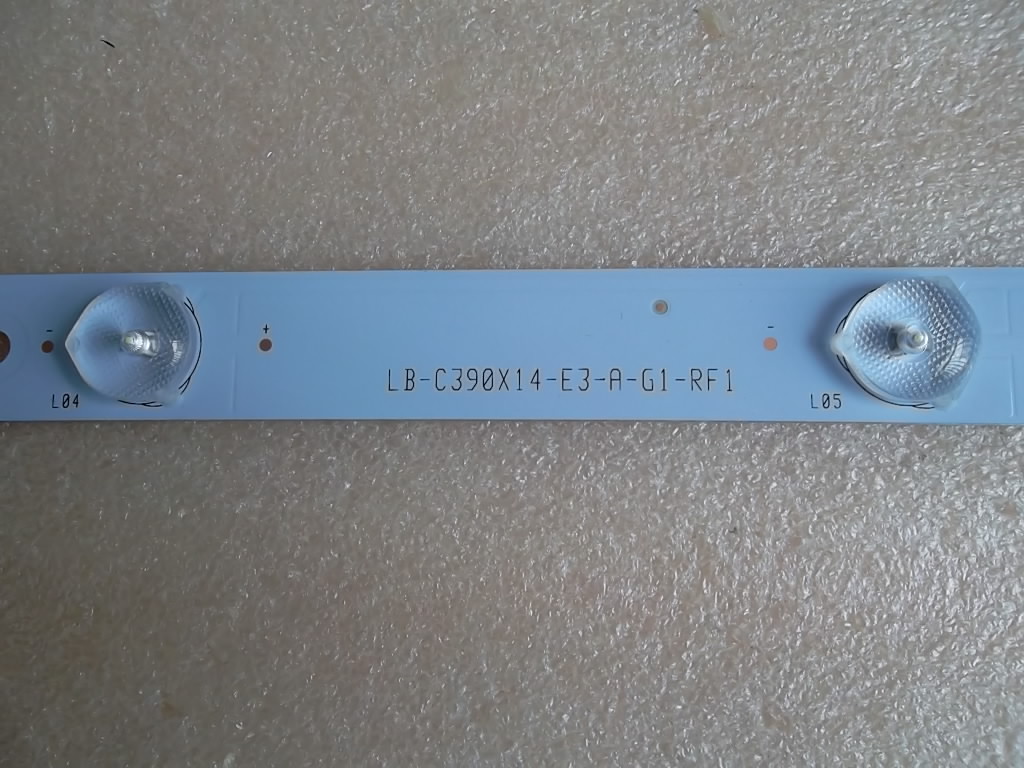 - + -
LB-C390X14-E3-A-G1-RF1
L04 L05